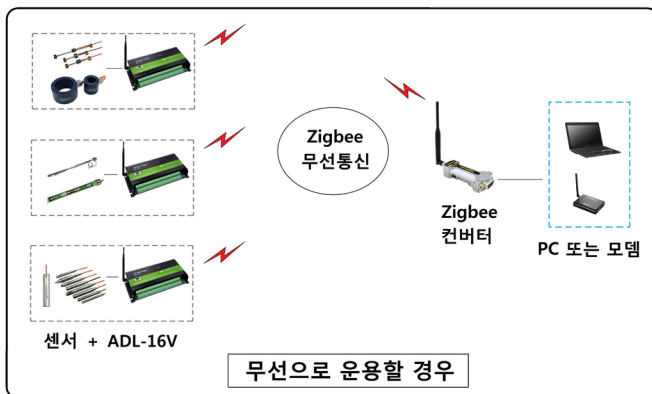 Zigbee
무선통신
Zigbee
컨버터
PC 또는 모뎀
센서 + ADL-16V
무선으로 운용할 경우